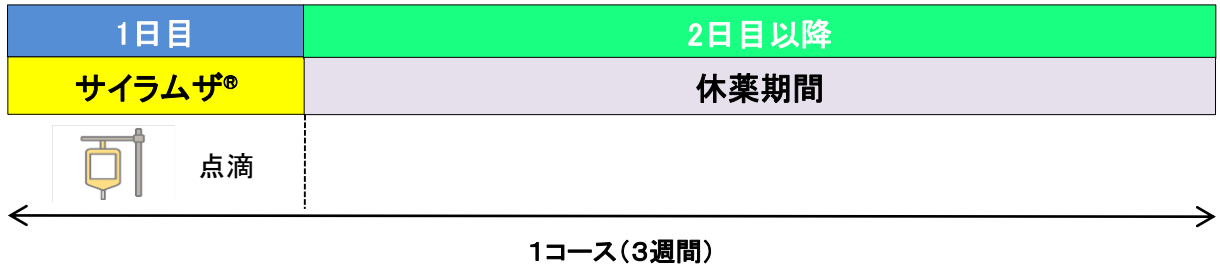 1日目
2日目以降
サイラムザ®
休薬期間
点滴
1コース(3週間)